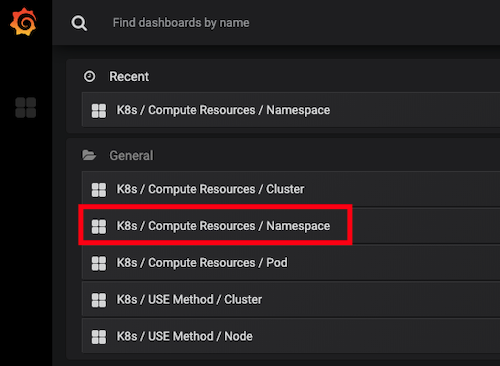 Find dashboards by name
Recent
K8s / Compute Resources / Namespace
General
K8s / Compute Resources / Cluster
K8s / Compute Resources / Namespace
K8s / Compute Resources / Pod
K8s / USE Method / Cluster
K8s / USE Method / Node